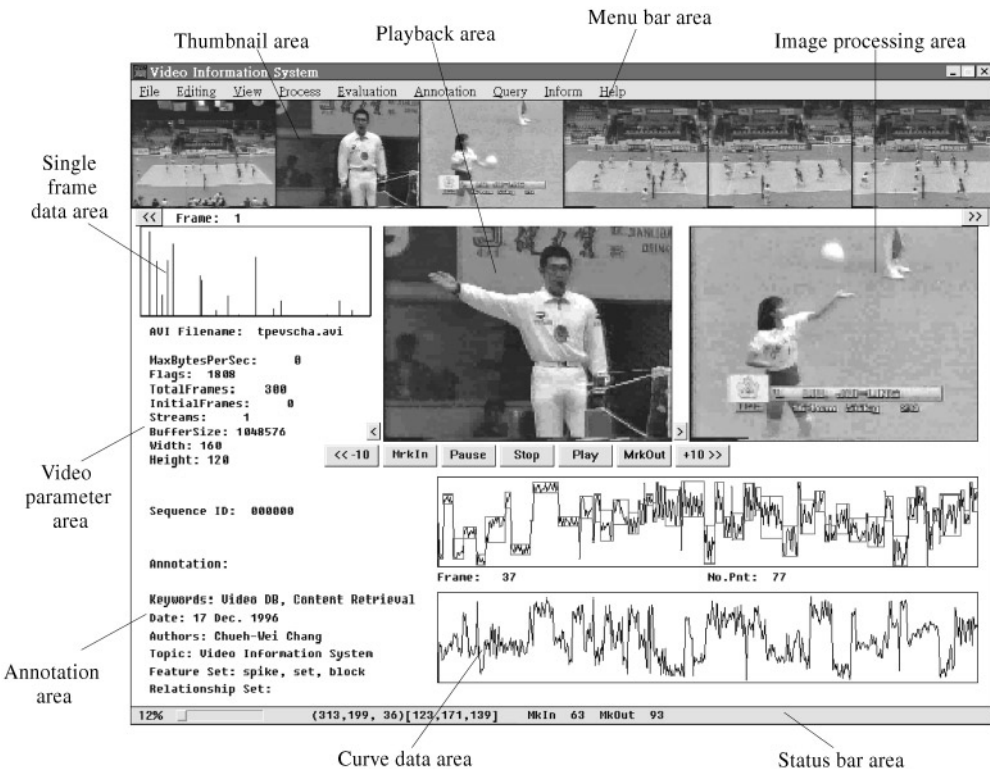 Menu bar area
Thumbnail area
Playback area
Image processing area
Video Information System
File Editing View Process Evaluation Annotation Query Inform Help
Single frame data area
<< Frame: 1 >>
AVI Filename: tpevscha.avi
MaxBytesPerSec: 0
Flags: 1808
TotalFrames: 300
InitialFrames: 0
Streams: 1
BufferSize: 1048576
Width: 160
Height: 120
< >
<<-10 MrkIn Pause Stop Play MrkOut +10 >>
Video parameter area
Sequence ID: 000000
Annotation:
Frame: 37 No.Pnt: 77
Keywords: Video DB, Content Retrieval
Date: 17 Dec. 1996
Authors: Chueh-Wei Chang
Topic: Video Information System
Feature Set: spike, set, block
Relationship Set:
Annotation area
12% (313,199, 36)[123,171,139] MkIn 63 MkOut 93
Curve data area
Status bar area